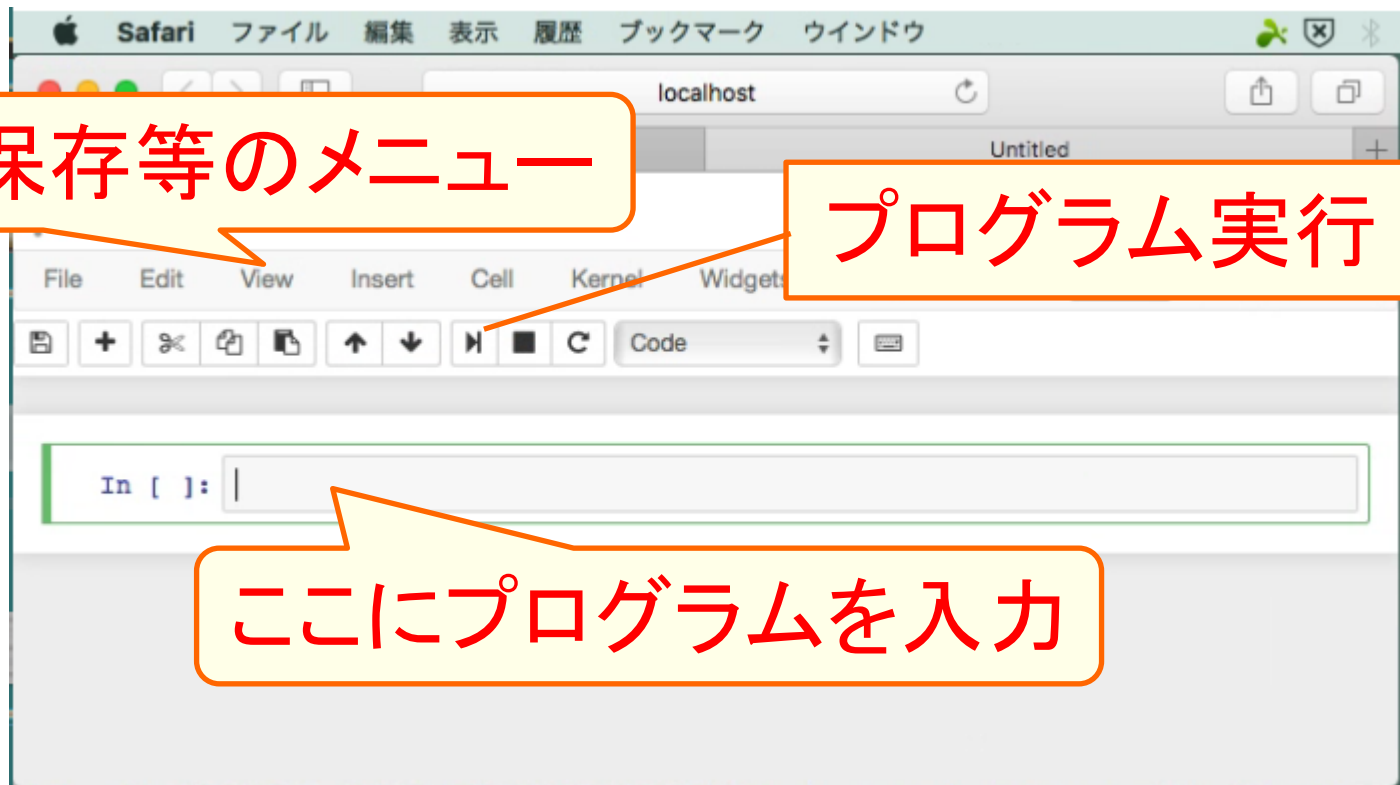 Safari ファイル 編集 表示 履歴 ブックマーク ウインドウ
localhost
Untitled
保存等のメニュー
プログラム実行
File Edit View Insert Cell Kernel Widgets
Code
In [ ]:
ここにプログラムを入力